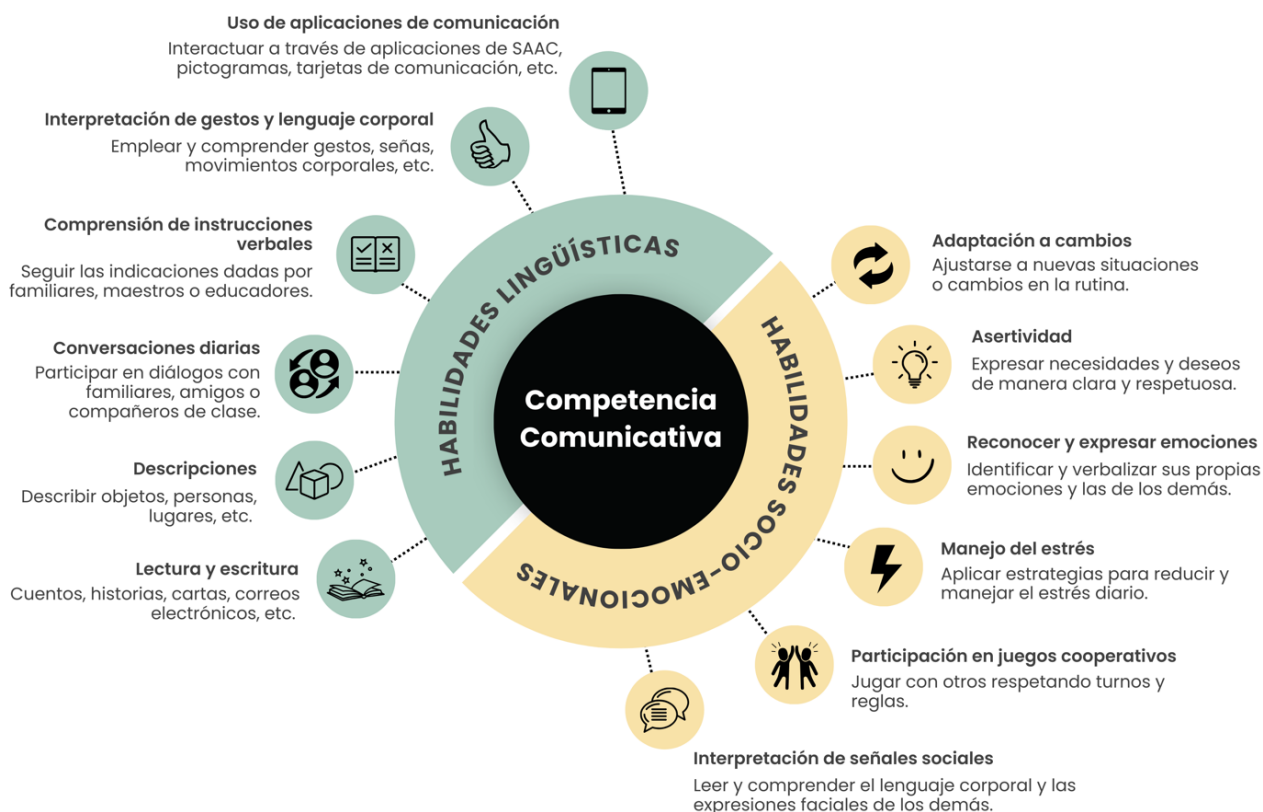 Uso de aplicaciones de comunicación
Interactuar a través de aplicaciones de SAAC,
pictogramas, tarjetas de comunicación, etc.
Interpretación de gestos y lenguaje corporal
Emplear y comprender gestos, señas,
movimientos corporales, etc.
Comprensión de instrucciones
verbales
Seguir las indicaciones dadas por
familiares, maestros o educadores.
Conversaciones diarias
Participar en diálogos con
familiares, amigos o
compañeros de clase.
Descripciones
Describir objetos, personas,
lugares, etc.
Lectura y escritura
Cuentos, historias, cartas, correos
electrónicos, etc.
HABILIDADES LINGÜÍSTICAS
Competencia
Comunicativa
HABILIDADES SOCIO-EMOCIONALES
Adaptación a cambios
Ajustarse a nuevas situaciones
o cambios en la rutina.
Asertividad
Expresar necesidades y deseos
de manera clara y respetuosa.
Reconocer y expresar emociones
Identificar y verbalizar sus propias
emociones y las de los demás.
Manejo del estrés
Aplicar estrategias para reducir y
manejar el estrés diario.
Participación en juegos cooperativos
Jugar con otros respetando turnos y
reglas.
Interpretación de señales sociales
Leer y comprender el lenguaje corporal y las
expresiones faciales de los demás.